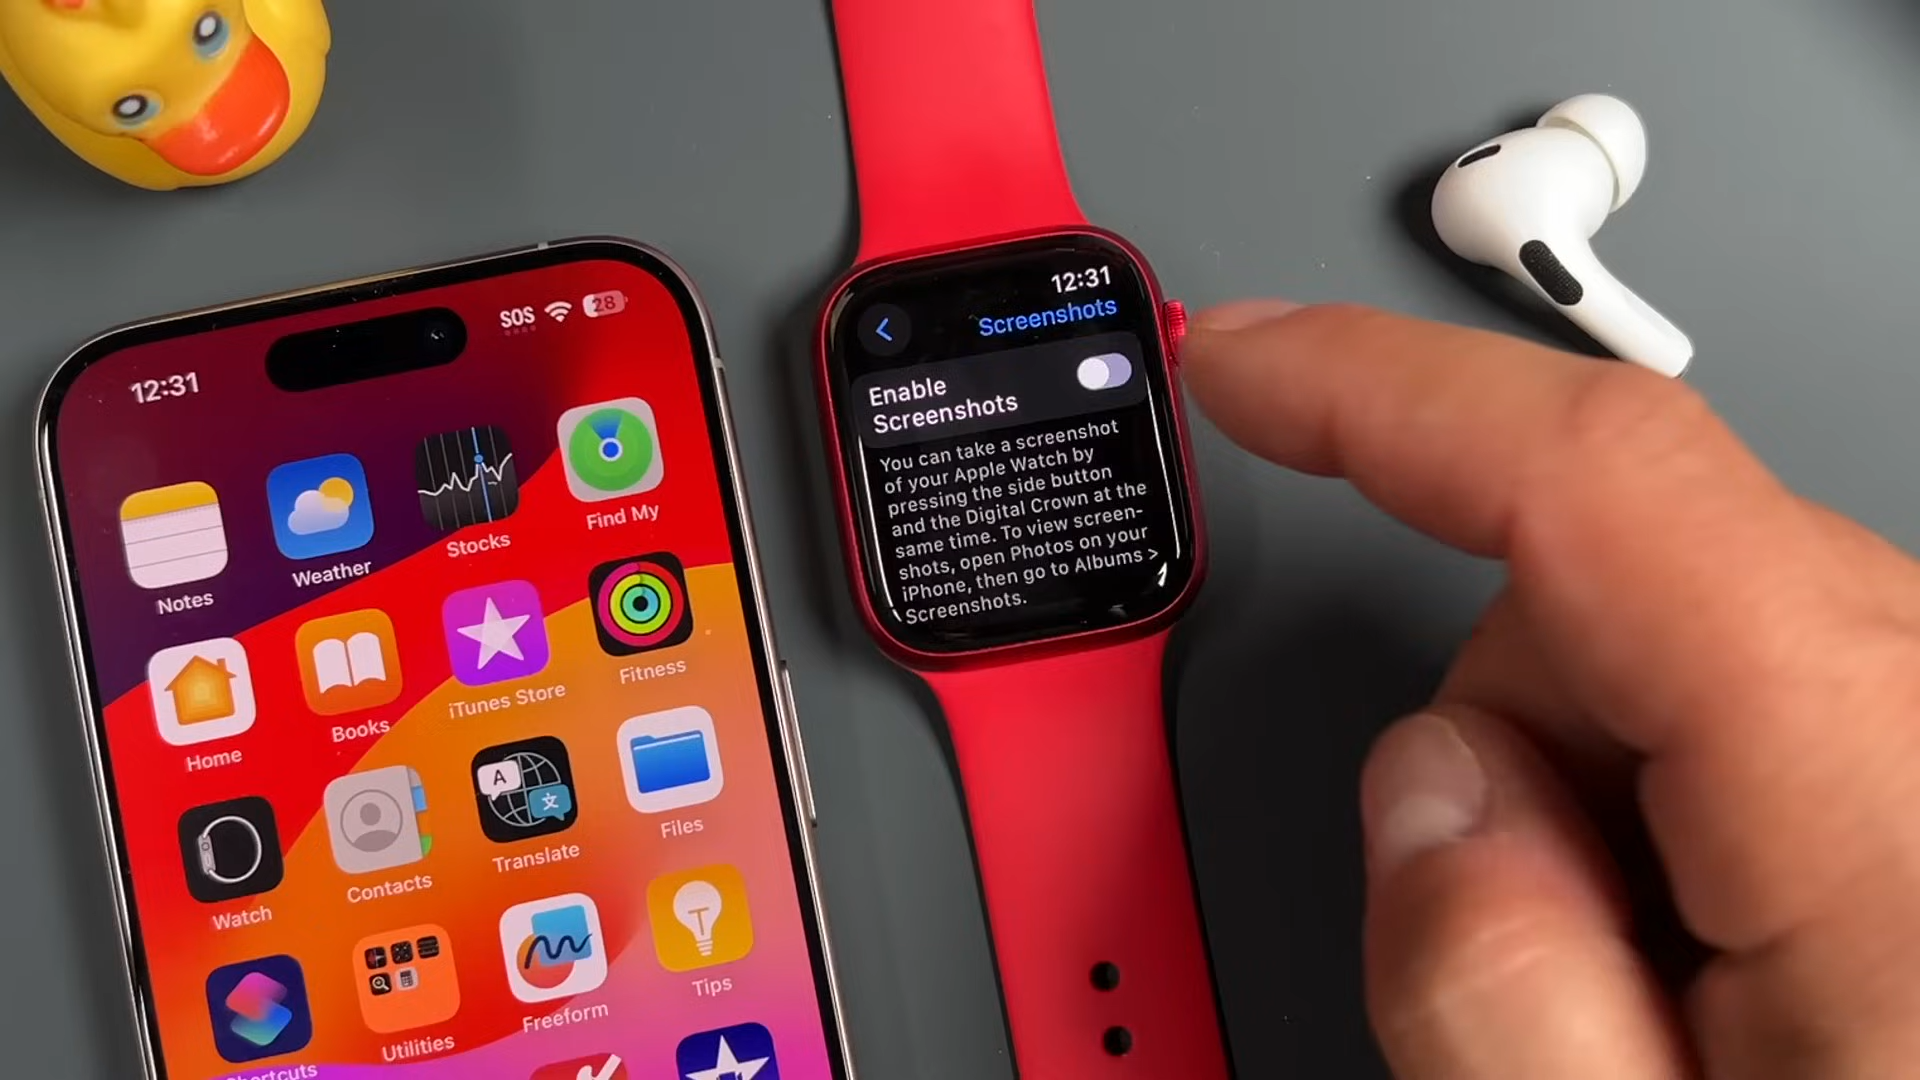 12:31
SOS 28
Notes
Weather
Stocks
Find My
Home
Books
iTunes Store
Fitness
Watch
Contacts
A 文
Translate
Files
Shortcuts
Utilities
Freeform
T
Tips
12:31
Screenshots
Enable
Screenshots
You can take a screenshot
of your Apple Watch by
pressing the side button
and the Digital Crown at the
same time. To view screen-
shots, open Photos on your
iPhone, then go to Albums >
Screenshots.